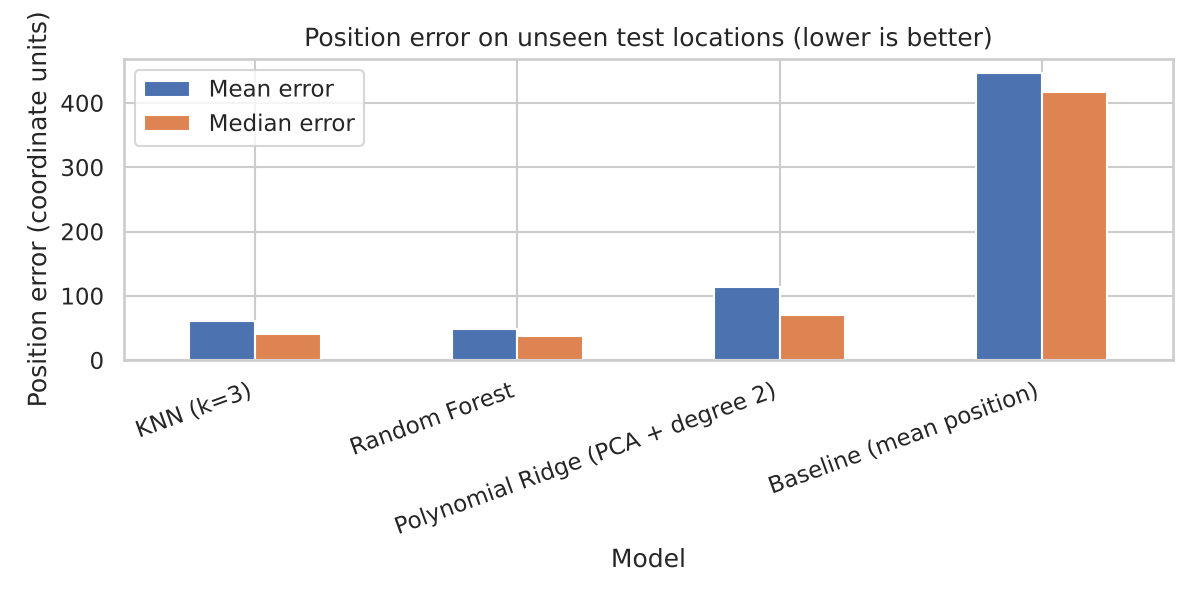 Position error on unseen test locations (lower is better)
Position error (coordinate units)
400
300
200
100
0
Mean error
Median error
KNN (k=3)
Random Forest
Polynomial Ridge (PCA + degree 2)
Baseline (mean position)
Model